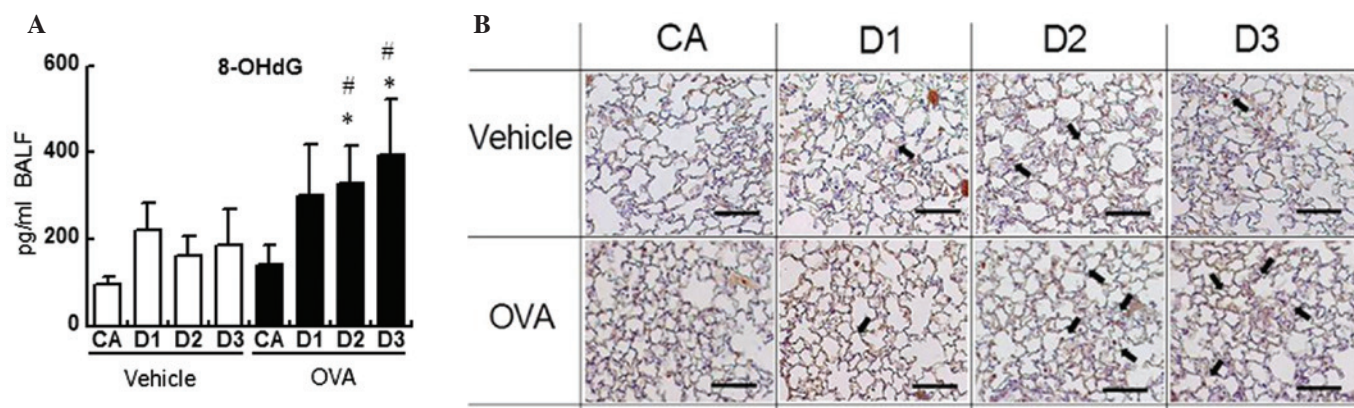 A
8-OHdG
pg/ml BALF
600
400
200
0
#
*
#
*
CA D1 D2 D3 CA D1 D2 D3
Vehicle OVA
B
CA D1 D2 D3
Vehicle
OVA